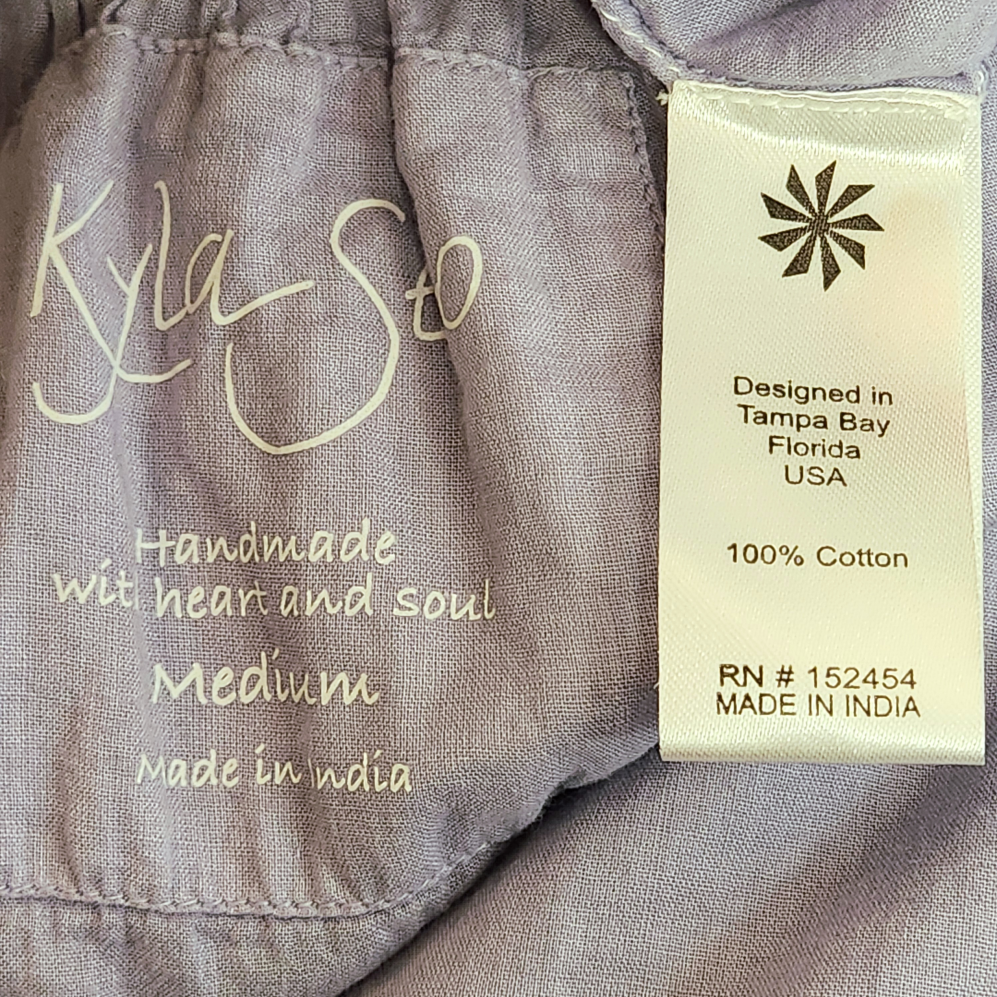 Kyla Seo
Handmade
with heart and soul
Medium
Made in India
Designed in
Tampa Bay
Florida
USA
100% Cotton
RN # 152454
MADE IN INDIA